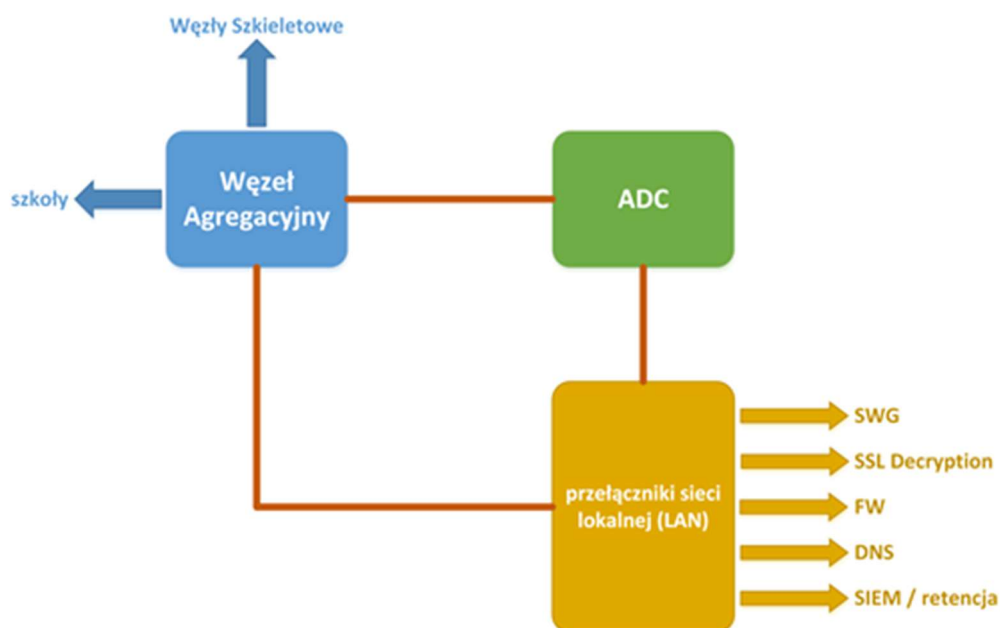 Węzły Szkieletowe
szkoły
Węzeł
Agregacyjny
ADC
przełączniki sieci
lokalnej (LAN)
SWG
SSL Decryption
FW
DNS
SIEM / retencja